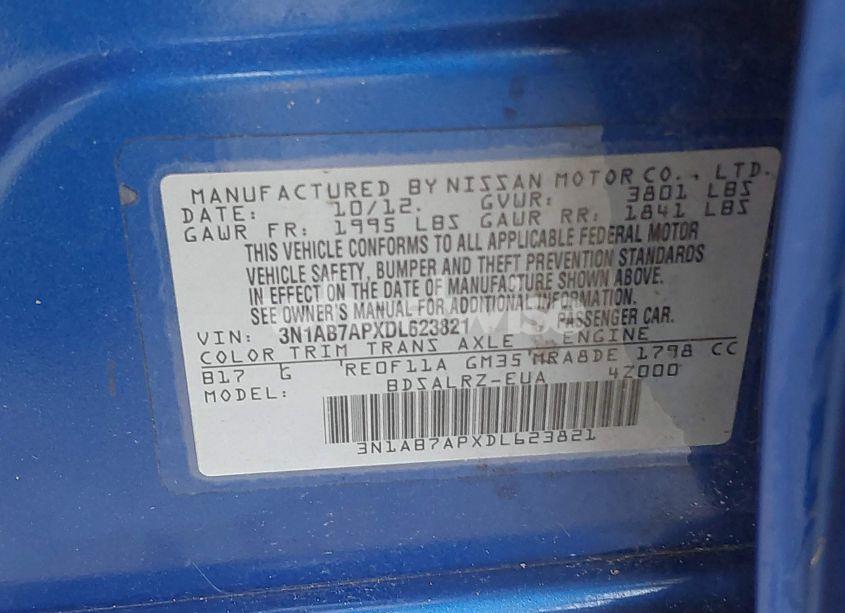 MANUFACTURED BY NISSAN MOTOR CO., LTD.
DATE: 10/12. GVWR: 3801 LBS
GAWR FR: 1995 LBS GAWR RR: 1841 LBS
THIS VEHICLE CONFORMS TO ALL APPLICABLE FEDERAL MOTOR
VEHICLE SAFETY, BUMPER AND THEFT PREVENTION STANDARDS
IN EFFECT ON THE DATE OF MANUFACTURE SHOWN ABOVE.
SEE OWNER'S MANUAL FOR ADDITIONAL INFORMATION.
VIN: 3N1AB7APXDL623821 PASSENGER CAR.
COLOR TRIM TRANS AXLE ENGINE
B17 G RE0F11A GM35 MRA8DE 1798 CC
MODEL: BDSALRZ-EUA 4Z000
3N1AB7APXDL623821